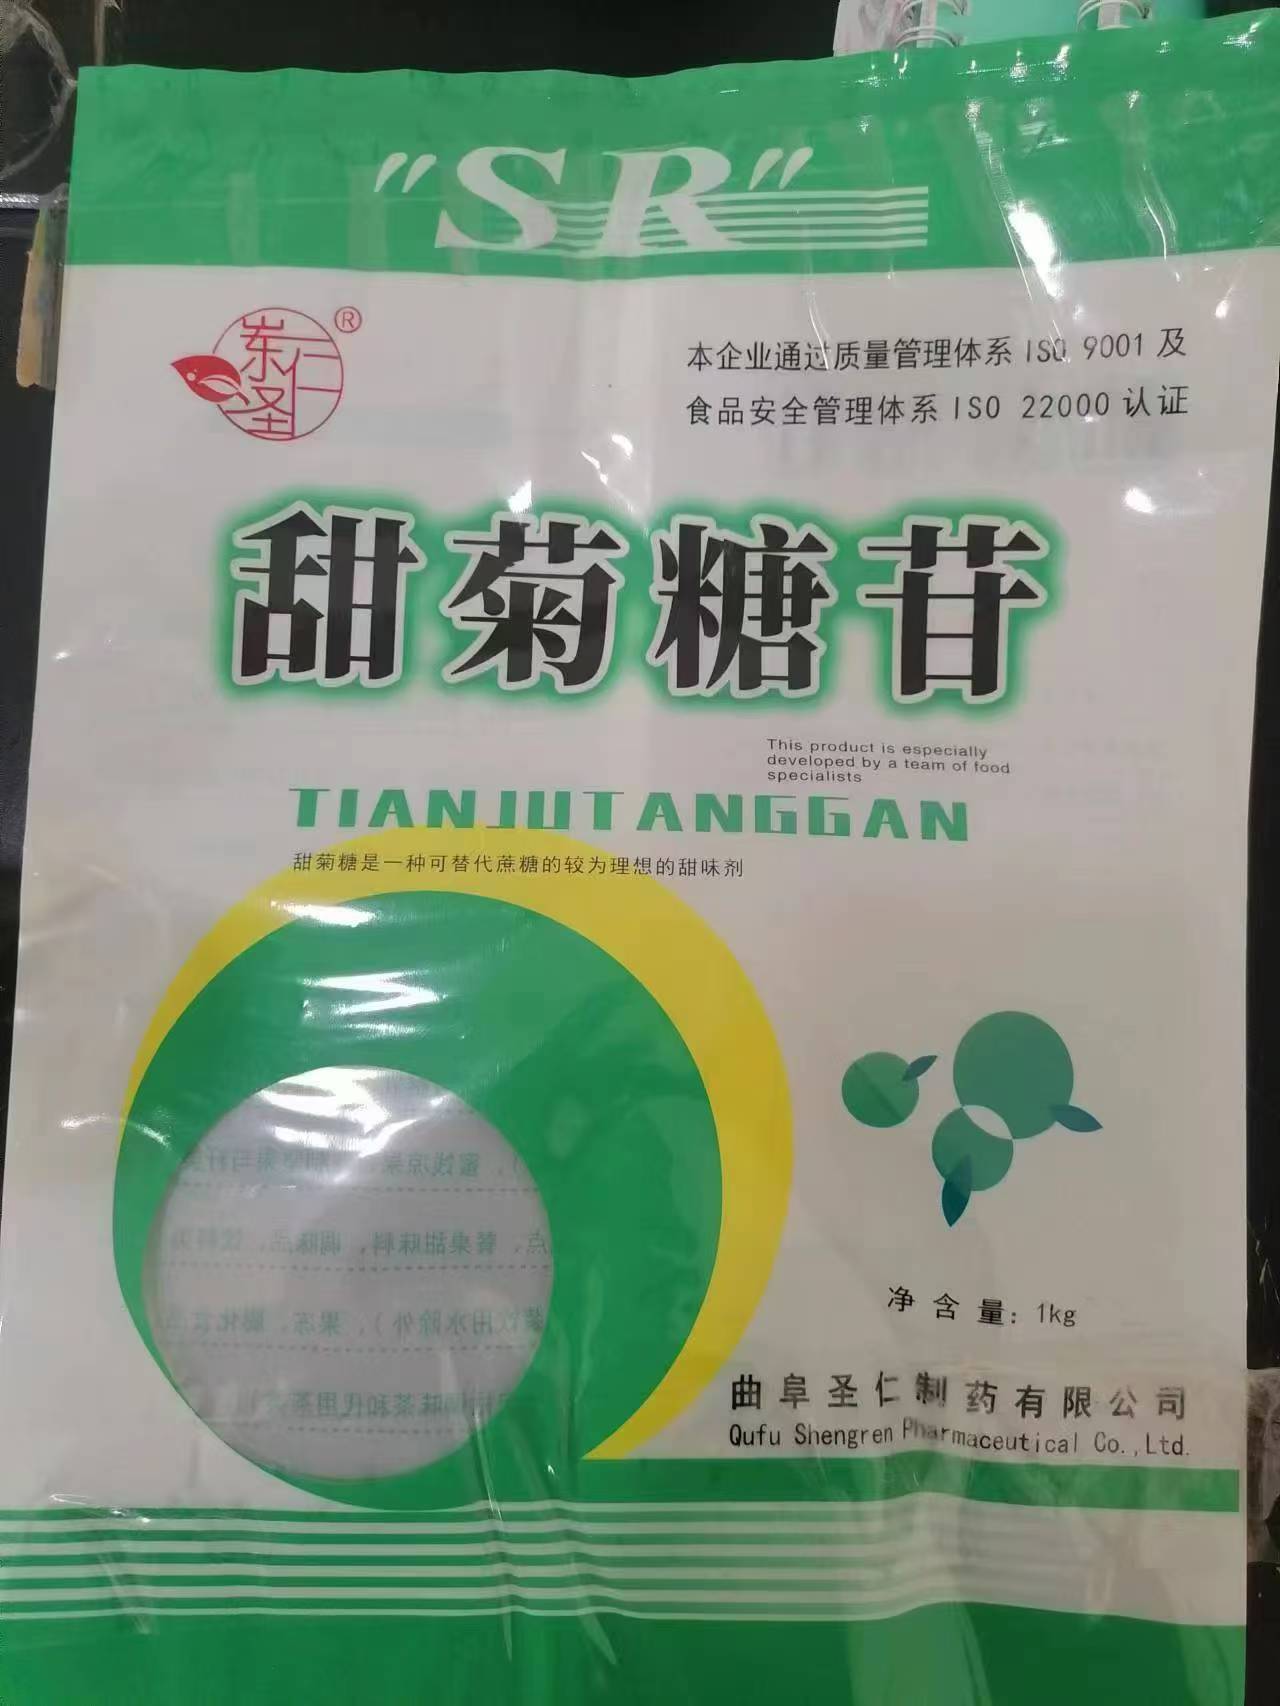 "SR"
东仁圣
®
本企业通过质量管理体系 ISO 9001 及
食品安全管理体系 ISO 22000 认证
甜菊糖苷
This product is especially
developed by a team of food
specialists
TIANJUTANGGAN
甜菊糖是一种可替代蔗糖的较为理想的甜味剂
净含量：1kg
曲阜圣仁制药有限公司
Qufu Shengren Pharmaceutical Co.,Ltd.